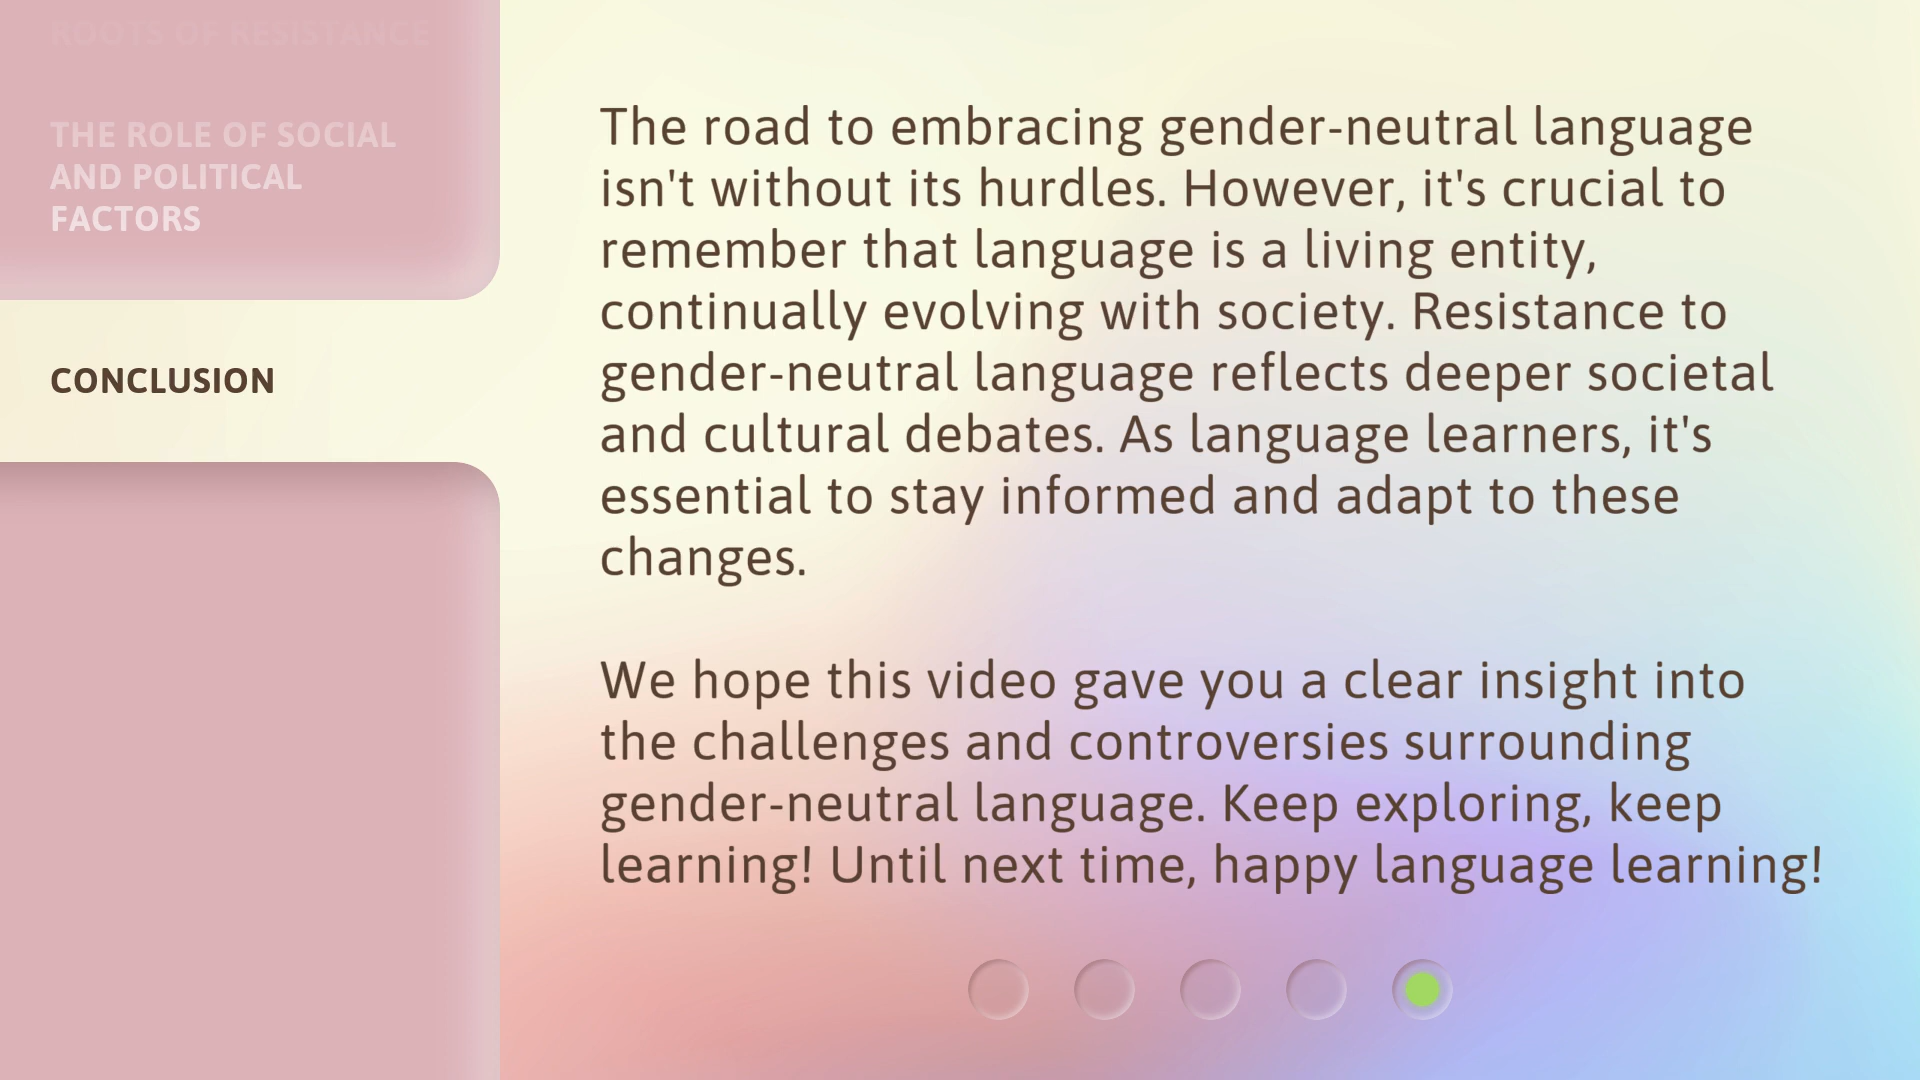 ROOTS OF RESISTANCE
THE ROLE OF SOCIAL
AND POLITICAL
FACTORS
CONCLUSION
The road to embracing gender-neutral language
isn't without its hurdles. However, it's crucial to
remember that language is a living entity,
continually evolving with society. Resistance to
gender-neutral language reflects deeper societal
and cultural debates. As language learners, it's
essential to stay informed and adapt to these
changes.
We hope this video gave you a clear insight into
the challenges and controversies surrounding
gender-neutral language. Keep exploring, keep
learning! Until next time, happy language learning!